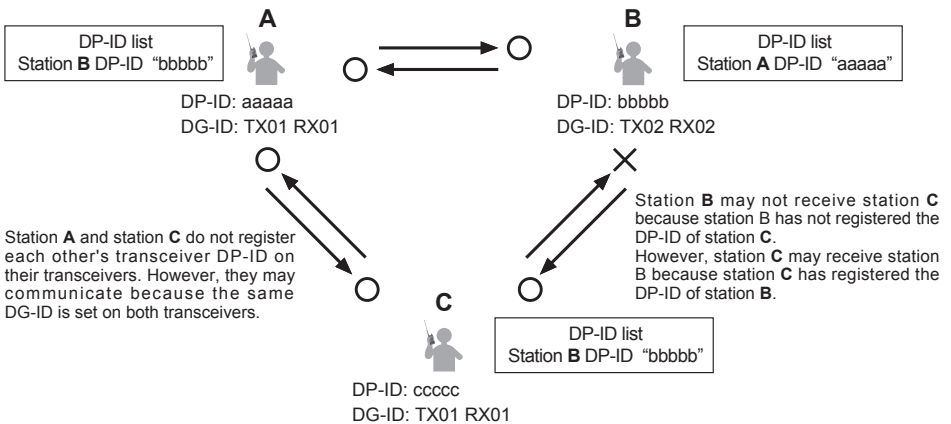 A
DP-ID list
Station B DP-ID “bbbbb”
DP-ID: aaaaa
DG-ID: TX01 RX01
B
DP-ID list
Station A DP-ID “aaaaa”
DP-ID: bbbbb
DG-ID: TX02 RX02
Station A and station C do not register
each other's transceiver DP-ID on
their transceivers. However, they may
communicate because the same
DG-ID is set on both transceivers.
Station B may not receive station C
because station B has not registered the
DP-ID of station C.
However, station C may receive station
B because station C has registered the
DP-ID of station B.
C
DP-ID list
Station B DP-ID “bbbbb”
DP-ID: ccccc
DG-ID: TX01 RX01